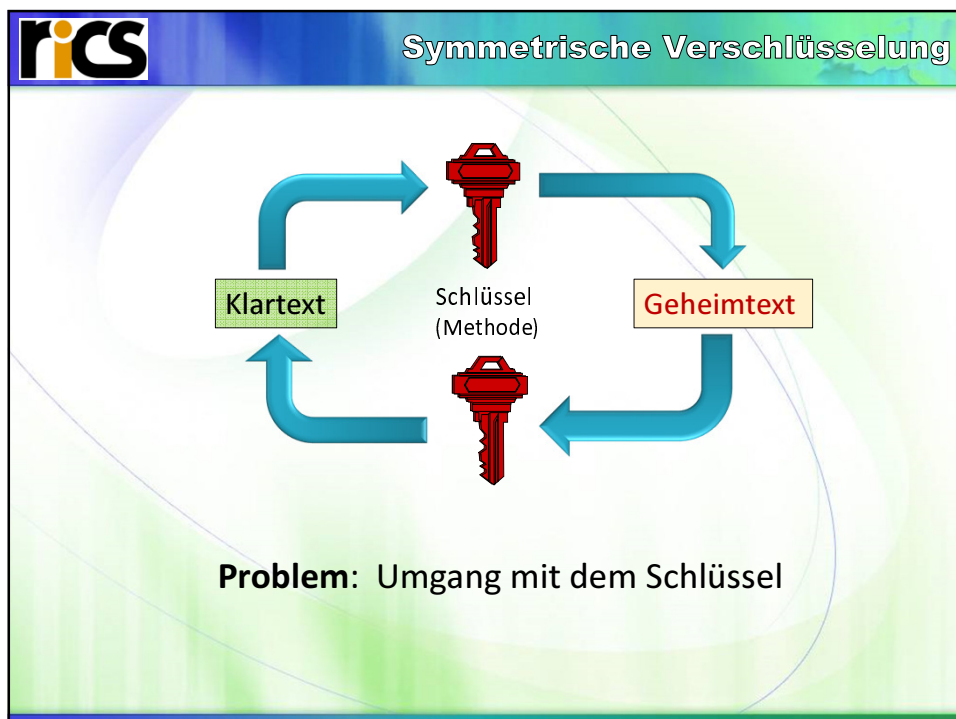 rics
Symmetrische Verschlüsselung
Klartext
Schlüssel
(Methode)
Geheimtext
Problem: Umgang mit dem Schlüssel